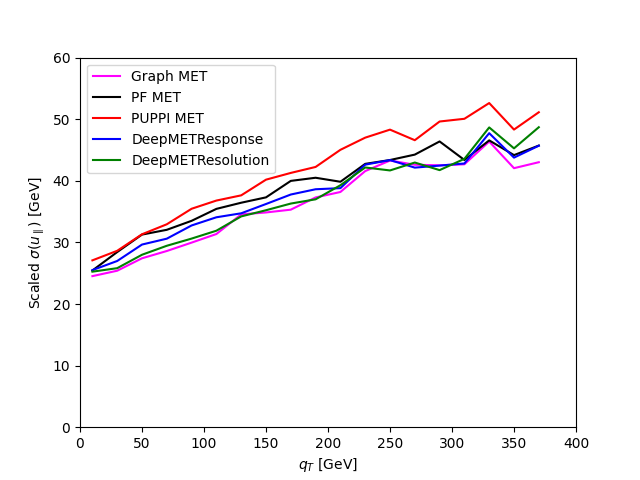 60
50
40
30
20
10
0
Scaled σ(u∥) [GeV]
Graph MET
PF MET
PUPPI MET
DeepMETResponse
DeepMETResolution
0 50 100 150 200 250 300 350 400
qT [GeV]